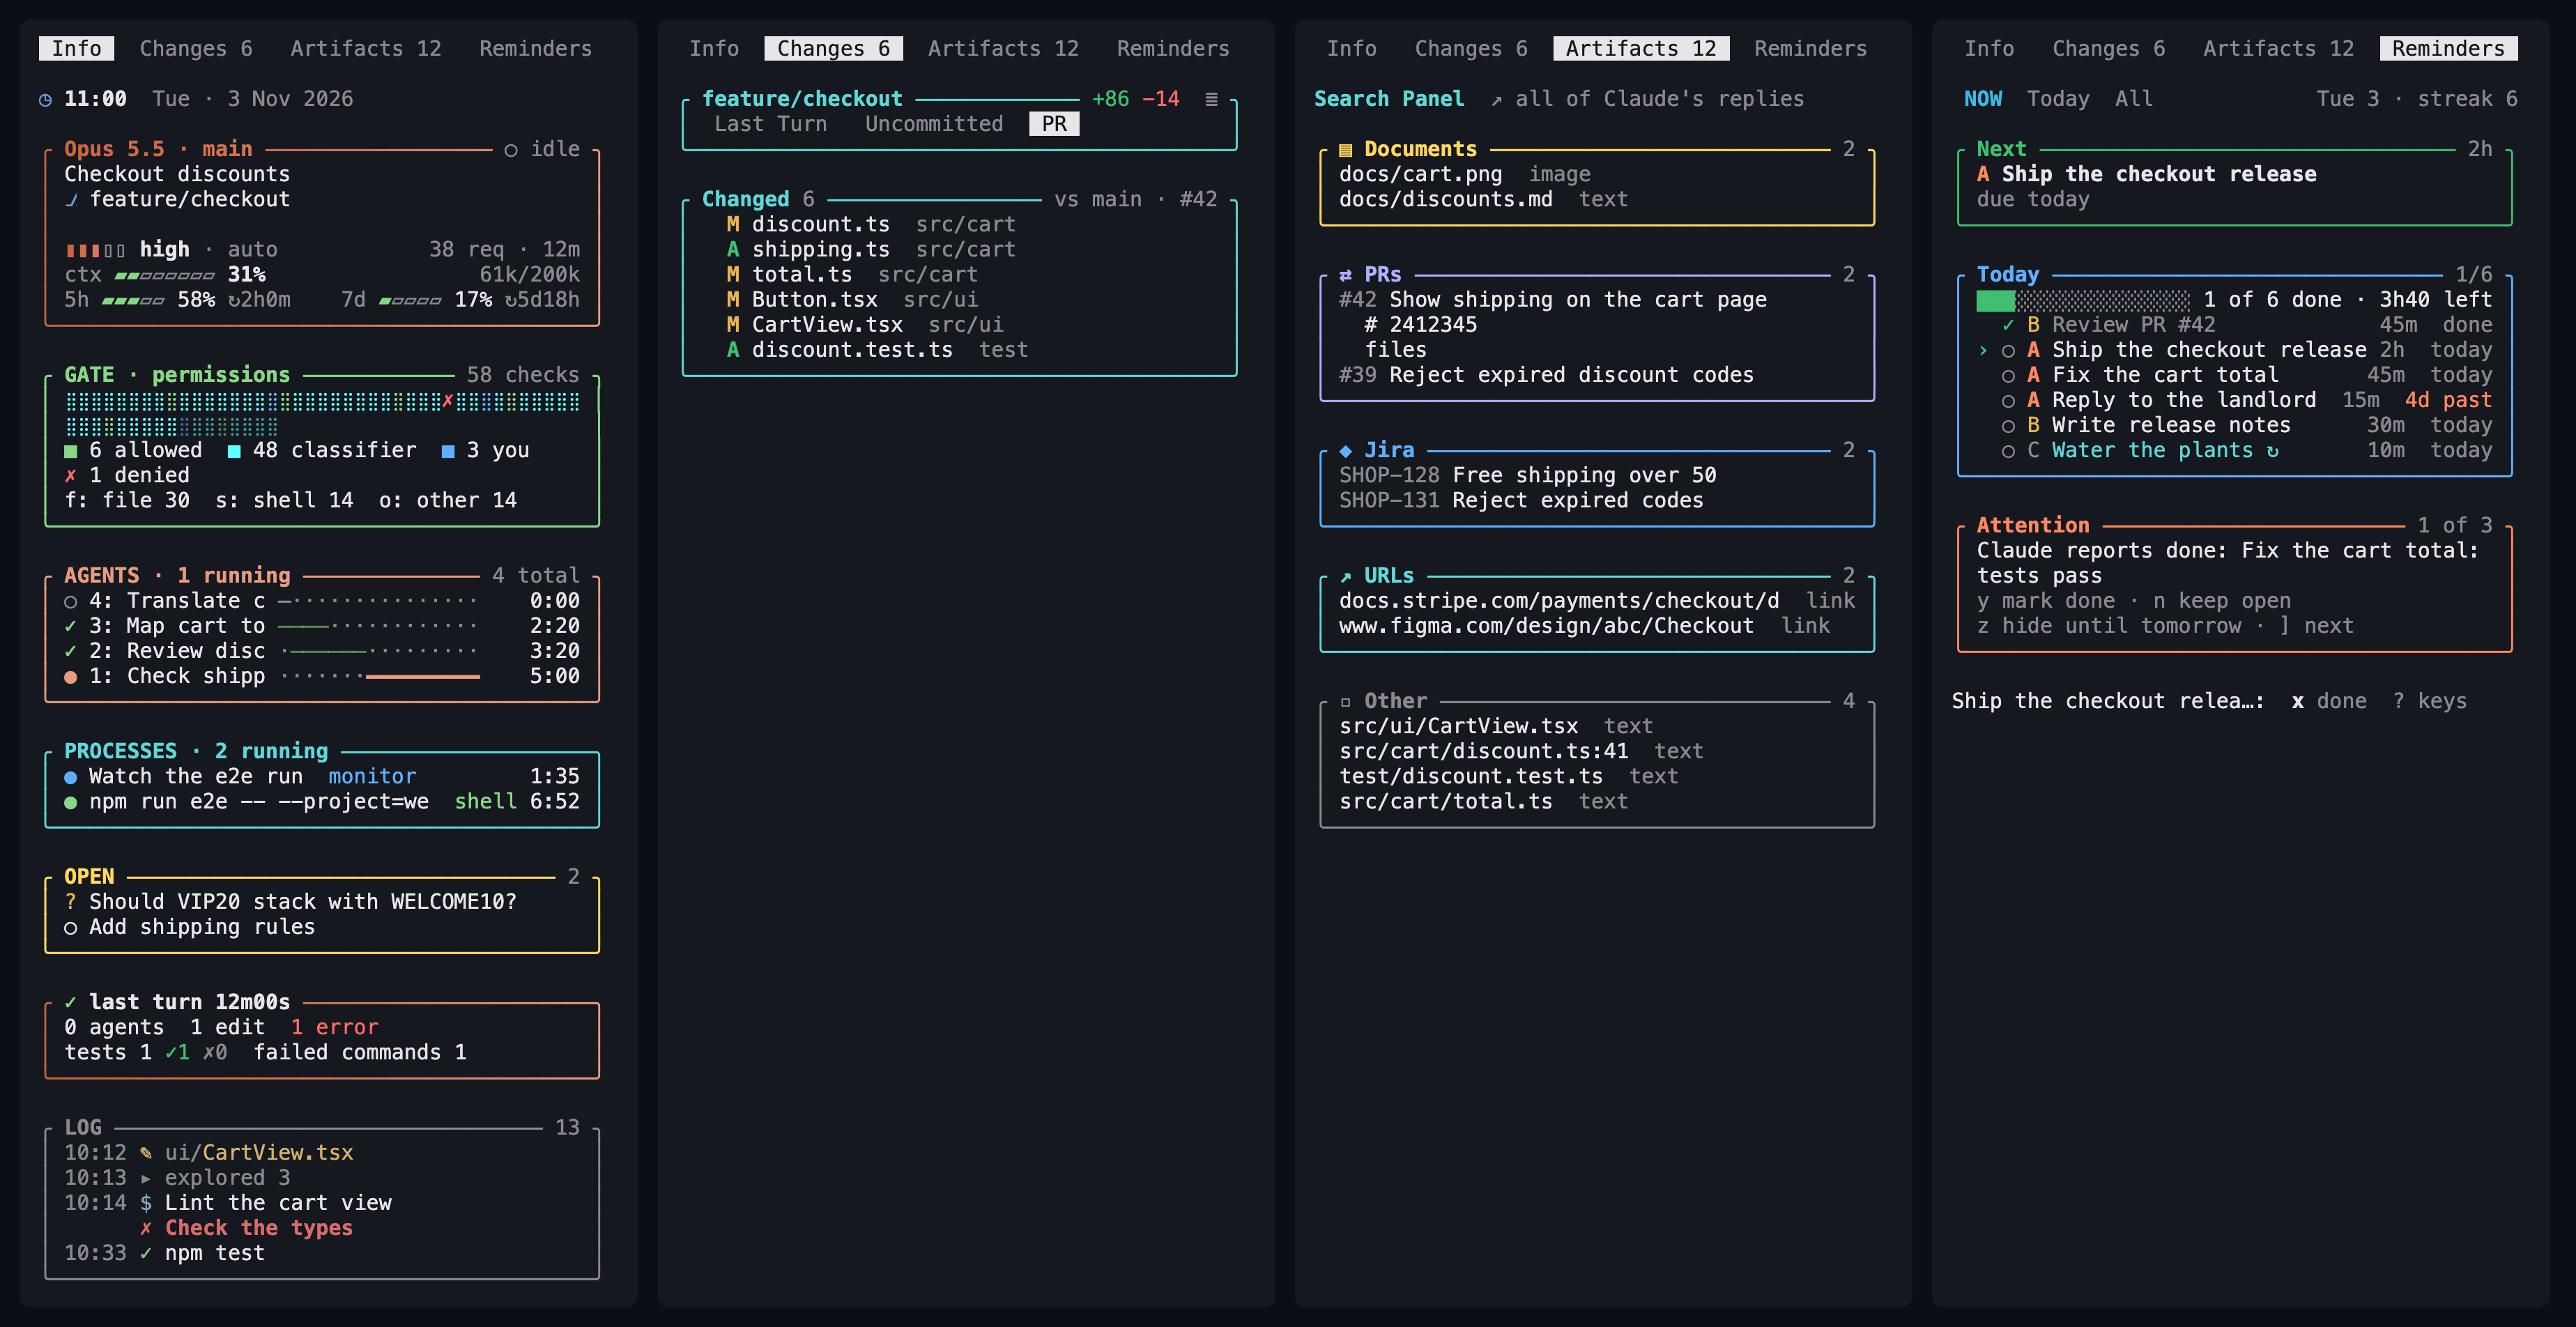 Info  Changes 6  Artifacts 12  Reminders
◷ 11:00  Tue · 3 Nov 2026
Opus 5.5 · main  ○ idle
Checkout discounts
feature/checkout
▮▮▮▯▯ high · auto  38 req · 12m
ctx ▰▰▱▱▱▱▱▱ 31%  61k/200k
5h ▰▰▰▱▱ 58% ↻2h0m  7d ▰▱▱▱▱ 17% ↻5d18h
GATE · permissions  58 checks
✗
■ 6 allowed  ■ 48 classifier  ■ 3 you
✗ 1 denied
f: file 30  s: shell 14  o: other 14
AGENTS · 1 running  4 total
○ 4: Translate c  0:00
✓ 3: Map cart to  2:20
✓ 2: Review disc  3:20
● 1: Check shipp  5:00
PROCESSES · 2 running
● Watch the e2e run  monitor  1:35
● npm run e2e -- --project=we  shell 6:52
OPEN  2
? Should VIP20 stack with WELCOME10?
○ Add shipping rules
✓ last turn 12m00s
0 agents  1 edit  1 error
tests 1 ✓1 ✗0  failed commands 1
LOG  13
10:12 ✎ ui/CartView.tsx
10:13 ▸ explored 3
10:14 $ Lint the cart view
✗ Check the types
10:33 ✓ npm test
Info  Changes 6  Artifacts 12  Reminders
feature/checkout  +86 −14  ≣
Last Turn  Uncommitted  PR
Changed 6  vs main · #42
M discount.ts  src/cart
A shipping.ts  src/cart
M total.ts  src/cart
M Button.tsx  src/ui
M CartView.tsx  src/ui
A discount.test.ts  test
Info  Changes 6  Artifacts 12  Reminders
Search Panel  ↗ all of Claude's replies
▤ Documents  2
docs/cart.png  image
docs/discounts.md  text
⇄ PRs  2
#42 Show shipping on the cart page
# 2412345
files
#39 Reject expired discount codes
◆ Jira  2
SHOP-128 Free shipping over 50
SHOP-131 Reject expired codes
↗ URLs  2
docs.stripe.com/payments/checkout/d  link
www.figma.com/design/abc/Checkout  link
▫ Other  4
src/ui/CartView.tsx  text
src/cart/discount.ts:41  text
test/discount.test.ts  text
src/cart/total.ts  text
Info  Changes 6  Artifacts 12  Reminders
NOW  Today  All  Tue 3 · streak 6
Next  2h
A Ship the checkout release
due today
Today  1/6
1 of 6 done · 3h40 left
✓ B Review PR #42  45m  done
› ○ A Ship the checkout release 2h  today
○ A Fix the cart total  45m  today
○ A Reply to the landlord  15m  4d past
○ B Write release notes  30m  today
○ C Water the plants ↻  10m  today
Attention  1 of 3
Claude reports done: Fix the cart total:
tests pass
y mark done · n keep open
z hide until tomorrow · ] next
Ship the checkout relea…:  x done  ? keys